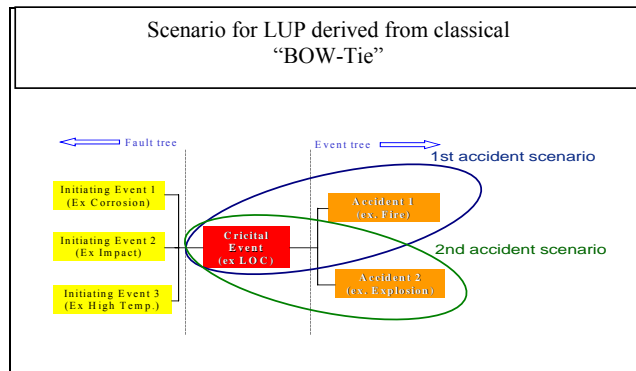 Scenario for LUP derived from classical
“BOW-Tie”
Fault tree
Event tree
1st accident scenario
Initiating Event 1
(Ex Corrosion)
Accident 1
(ex. Fire)
Initiating Event 2
(Ex Impact)
Cricital
Event
(ex LOC)
2nd accident scenario
Initiating Event 3
(Ex High Temp.)
Accident 2
(ex. Explosion)